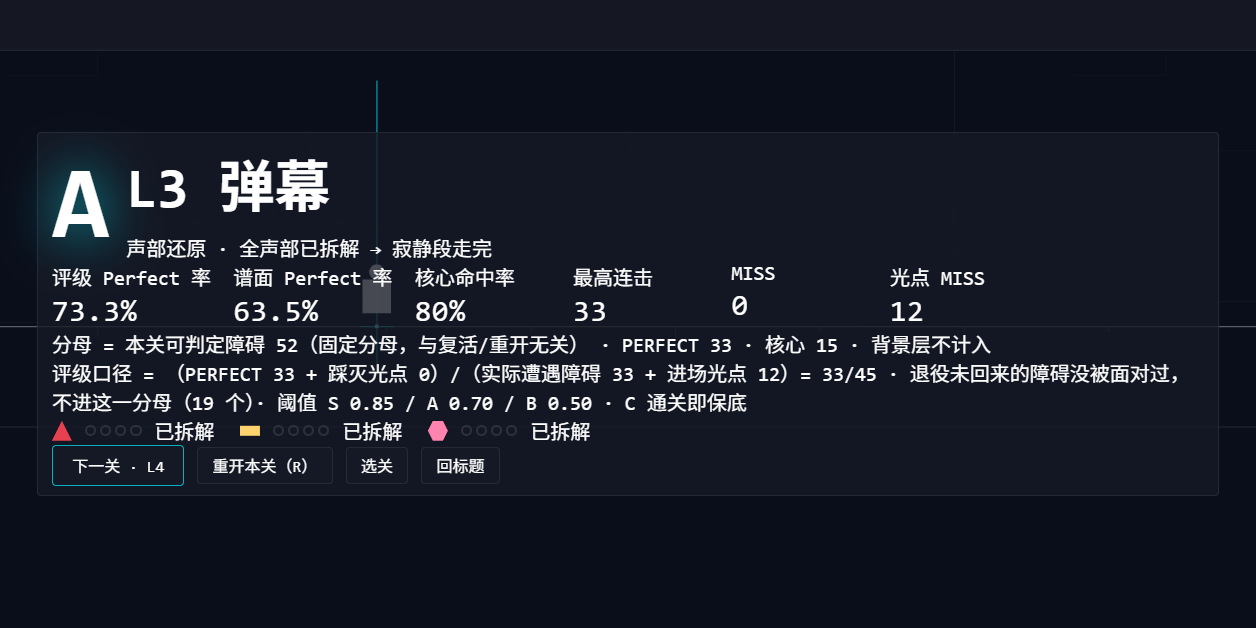 A L3 弹幕
声部还原 · 全声部已拆解 → 寂静段走完
评级 Perfect 率 谱面 Perfect 率 核心命中率 最高连击 MISS 光点 MISS
73.3% 63.5% 80% 33 0 12
分母 = 本关可判定障碍 52（固定分母，与复活/重开无关） · PERFECT 33 · 核心 15 · 背景层不计入
评级口径 = （PERFECT 33 + 踩灭光点 0）/（实际遭遇障碍 33 + 进场光点 12）= 33/45 · 退役未回来的障碍没被面对过，
不进这一分母（19 个）· 阈值 S 0.85 / A 0.70 / B 0.50 · C 通关即保底
已拆解 已拆解 已拆解
下一关 · L4 重开本关（R） 选关 回标题